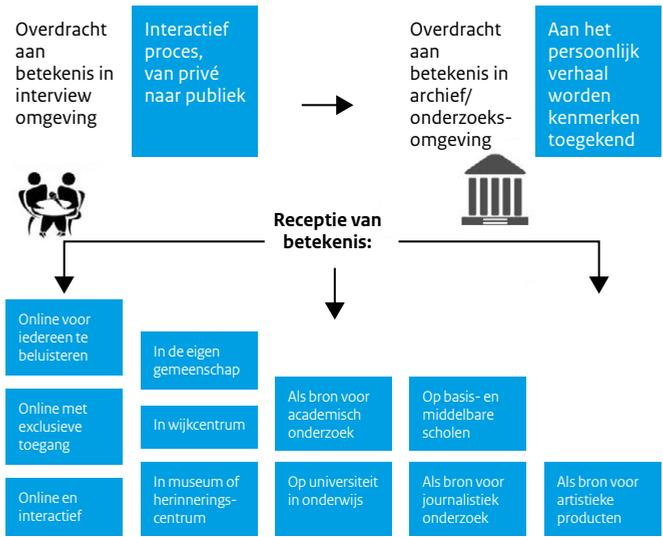 Overdracht
aan
betekenis in
interview
omgeving
Interactief
proces,
van privé
naar publiek
Overdracht
aan
betekenis in
archief/
onderzoeks-
omgeving
Aan het
persoonlijk
verhaal
worden
kenmerken
toegekend
Receptie van
betekenis:
Online voor
iedereen te
beluisteren
Online met
exclusieve
toegang
Online en
interactief
In de eigen
gemeenschap
In wijkcentrum
In museum of
herinnerings-
centrum
Als bron voor
academisch
onderzoek
Op universiteit
in onderwijs
Op basis- en
middelbare
scholen
Als bron voor
journalistiek
onderzoek
Als bron voor
artistieke
producten